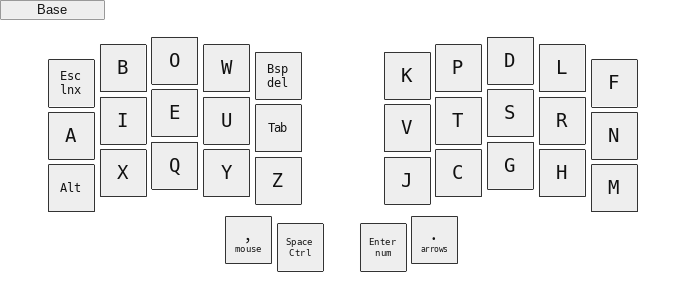 Base
Esc
lnx
B
O
W
Bsp
del
K
P
D
L
F
A
I
E
U
Tab
V
T
S
R
N
Alt
X
Q
Y
Z
J
C
G
H
M
,
mouse
Space
Ctrl
Enter
num
.
arrows